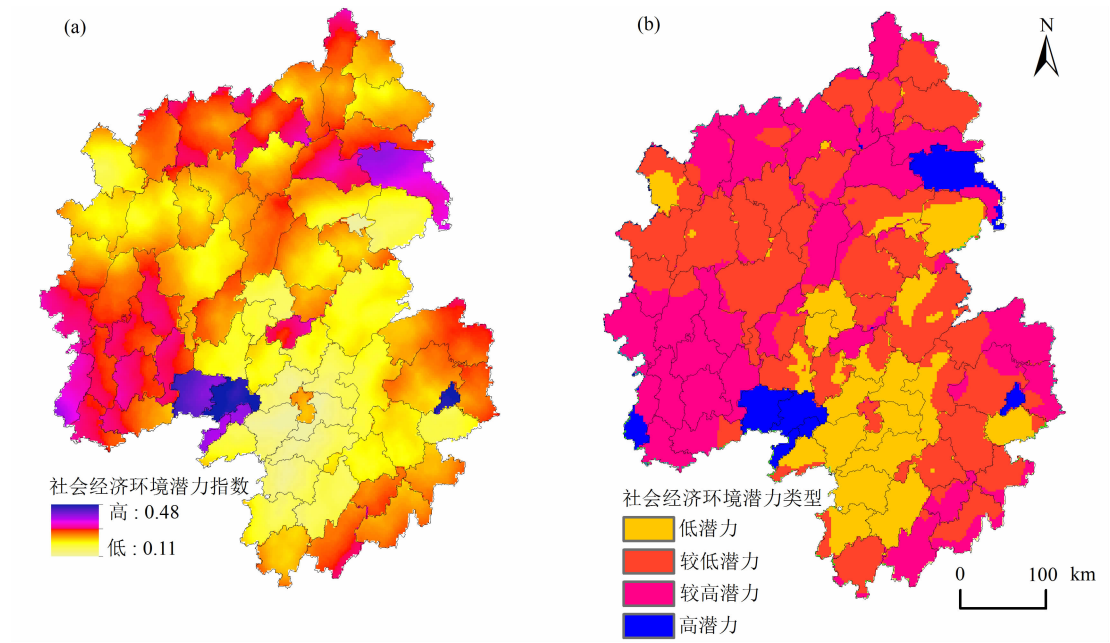 (a)
社会经济环境潜力指数
高 : 0.48
低 : 0.11
(b)
N
社会经济环境潜力类型
低潜力
较低潜力
较高潜力
高潜力
0 100 km